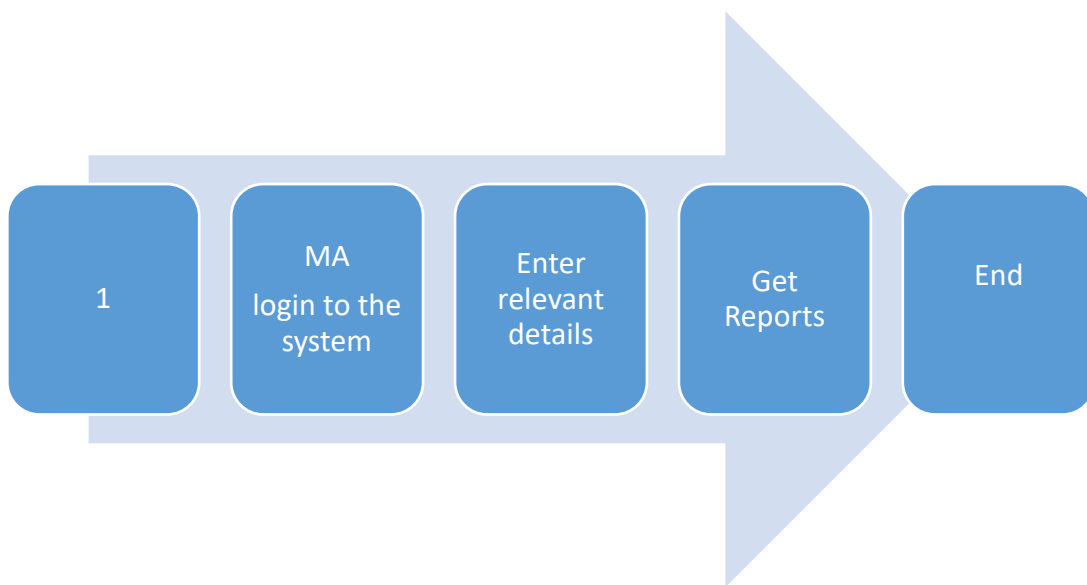 1
MA
login to the
system
Enter
relevant
details
Get
Reports
End